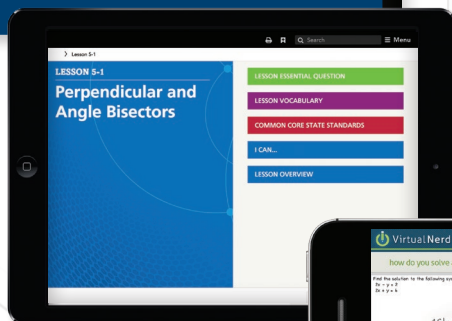 Search
Menu
Lesson 5-1
LESSON 5-1
Perpendicular and
Angle Bisectors
LESSON ESSENTIAL QUESTION
LESSON VOCABULARY
COMMON CORE STATE STANDARDS
I CAN...
LESSON OVERVIEW
VirtualNerd
how do you solve
Find the solution to the following